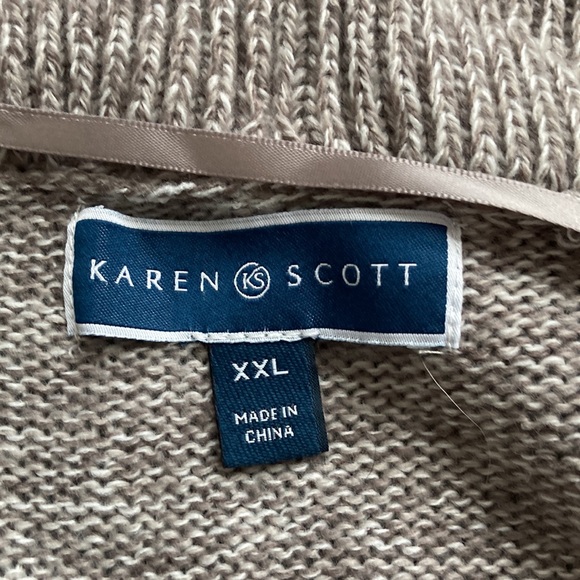 KAREN KS SCOTT
XXL
MADE IN
CHINA